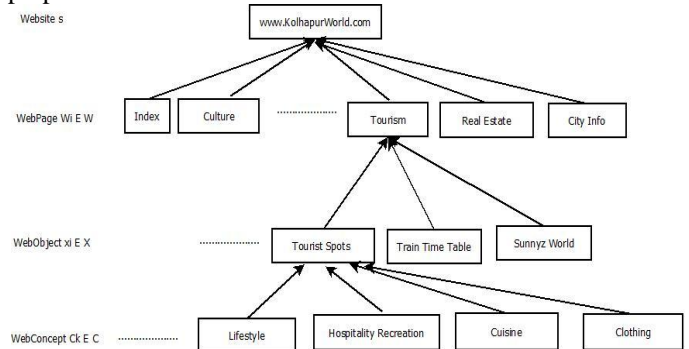 Website s
www.KolhapurWorld.com
WebPage Wi E W
Index
Culture
Tourism
Real Estate
City Info
WebObject xi E X
Tourist Spots
Train Time Table
Sunnyz World
WebConcept Ck E C
Lifestyle
Hospitality Recreation
Cuisine
Clothing